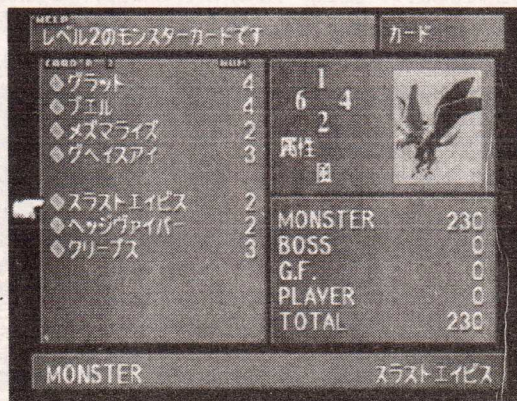 HELP
レベル2のモンスターカードです
カード
CARD P. 2 NUM.
グラット 4
ブエル 4
メズマライズ 2
グヘイスアイ 3
スラストエイビス 2
ヘッジヴァイパー 2
クリープス 3
1
6 4
2
属性
風
MONSTER 230
BOSS 0
G.F. 0
PLAYER 0
TOTAL 230
MONSTER スラストエイビス